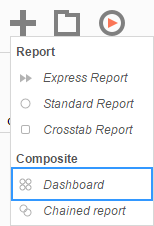 Report
Express Report
Standard Report
Crosstab Report
Composite
Dashboard
Chained report